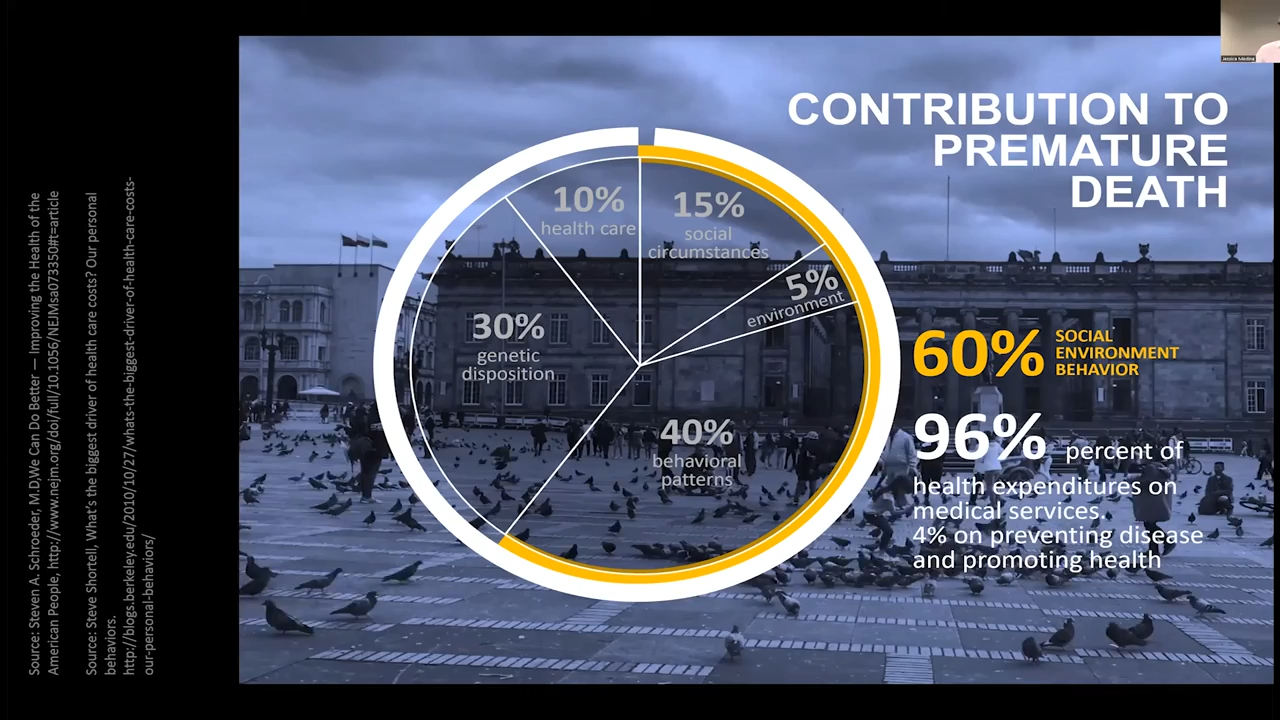 CONTRIBUTION TO
PREMATURE
DEATH
10%
health care
15%
social
circumstances
5%
environment
30%
genetic
disposition
40%
behavioral
patterns
60%
SOCIAL
ENVIRONMENT
BEHAVIOR
96% percent of
health expenditures on
medical services.
4% on preventing disease
and promoting health
Source: Steven A. Schroeder, M.D,We Can Do Better — Improving the Health of the
American People, http://www.nejm.org/doi/full/10.1056/NEJMsa073350#t=article
Source: Steve Shortell, What's the biggest driver of health care costs? Our personal
behaviors.
http://blogs.berkeley.edu/2010/10/27/whats-the-biggest-driver-of-health-care-costs-
our-personal-behaviors/
Jessica Medina